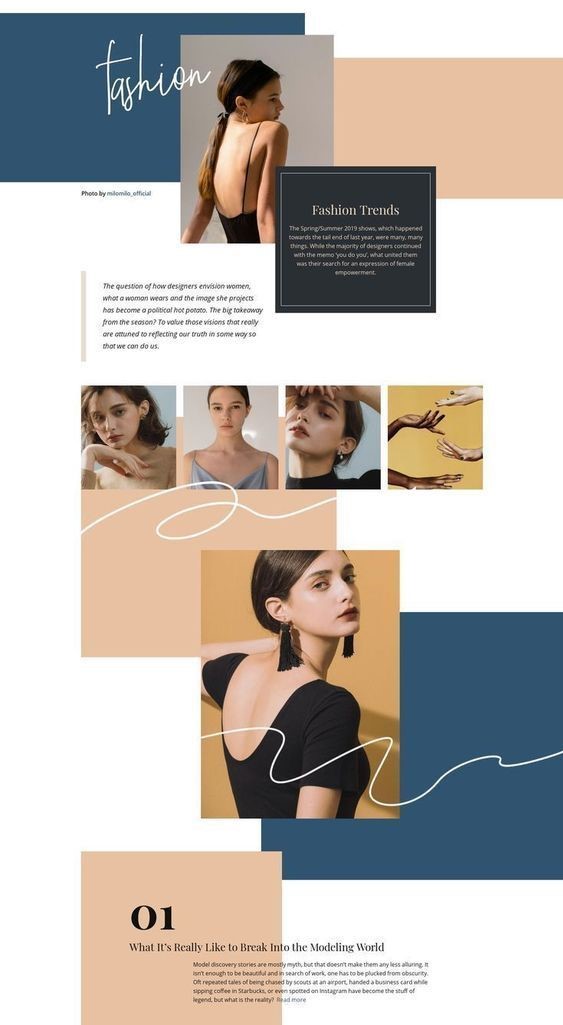 fashion
Photo by milomilo_official
Fashion Trends
The Spring/Summer 2019 shows, which happened
towards the tail end of last year, were many, many
things. While the majority of designers continued
with the memo 'you do you', what united them
was their search for an expression of female
empowerment.
The question of how designers envision women,
what a woman wears and the image she projects
has become a political hot potato. The big takeaway
from the season? To value those visions that really
are attuned to reflecting our truth in some way so
that we can do us.
01
What It's Really Like to Break Into the Modeling World
Model discovery stories are mostly myth, but that doesn't make them any less alluring. It
isn't enough to be beautiful and in search of work, one has to be plucked from obscurity.
Oft repeated tales of being chased by scouts at an airport, handed a business card while
sipping coffee in Starbucks, or even spotted on Instagram have become the stuff of
legend, but what is the reality? Read more